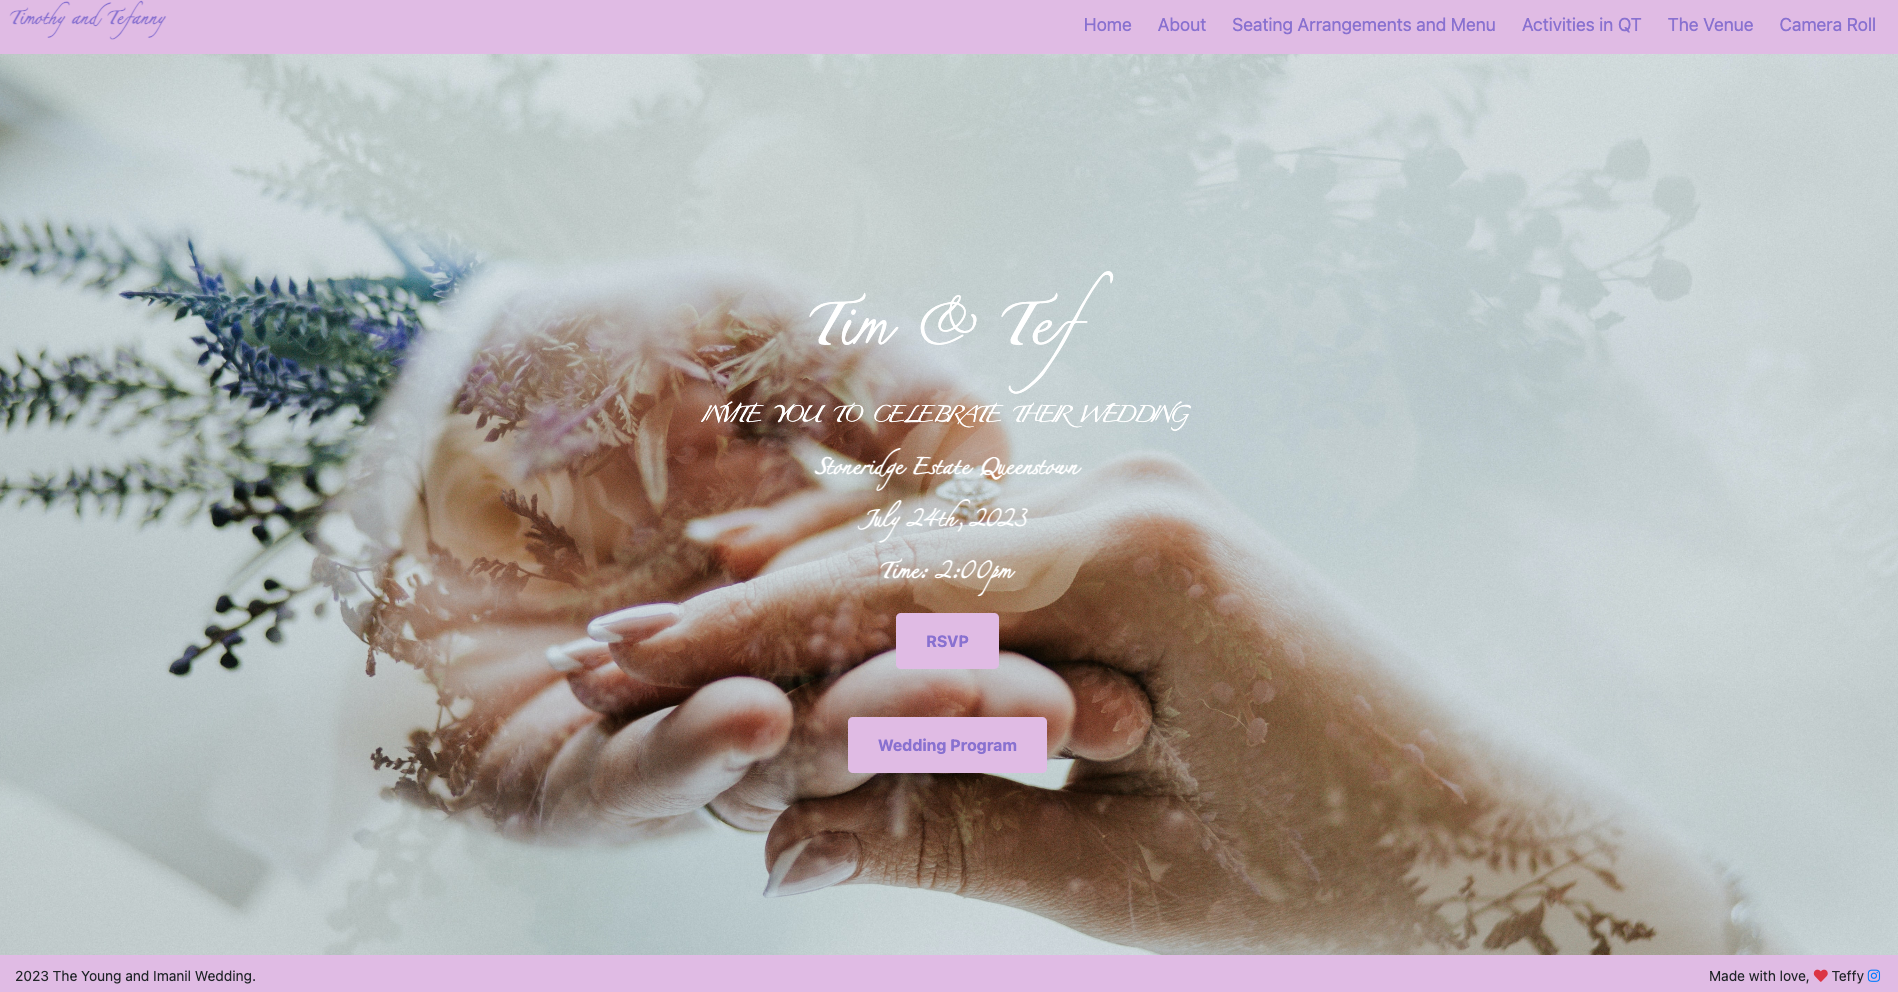 Timothy and Tefanny
Home About Seating Arrangements and Menu Activities in QT The Venue Camera Roll
Tim & Tef
INVITE YOU TO CELEBRATE THEIR WEDDING
Stoneridge Estate Queenstown
July 24th, 2023
Time: 2:00pm
RSVP
Wedding Program
2023 The Young and Imanil Wedding.
Made with love, ❤ Teffy